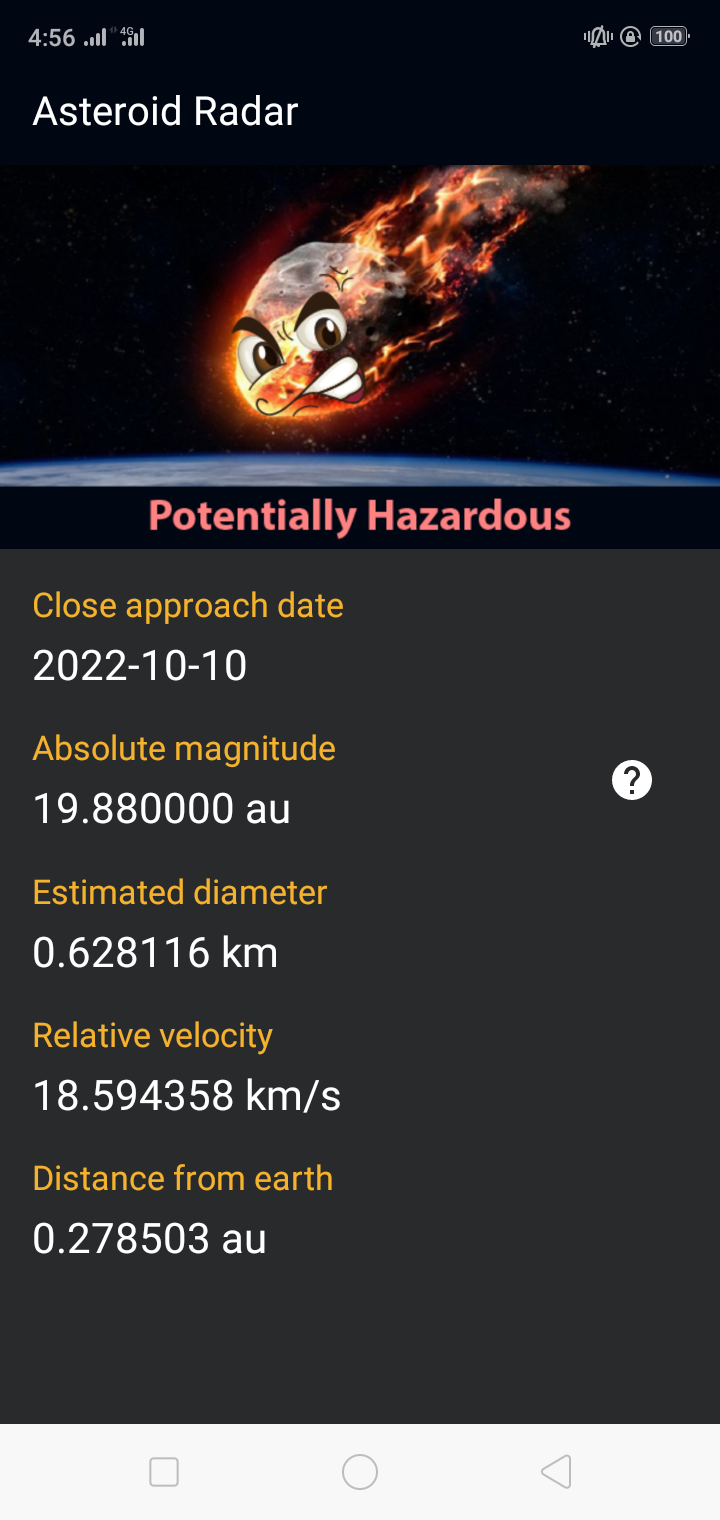 4:56 4G 100
Asteroid Radar
Potentially Hazardous
Close approach date
2022-10-10
Absolute magnitude
19.880000 au
?
Estimated diameter
0.628116 km
Relative velocity
18.594358 km/s
Distance from earth
0.278503 au